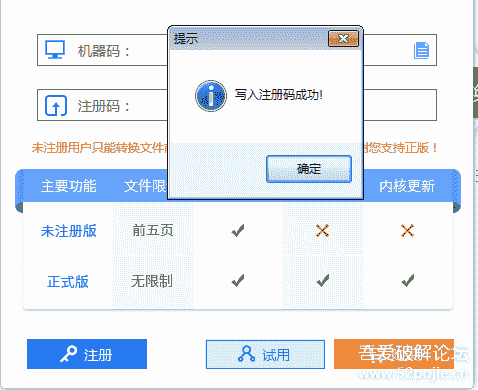 提示
机器码：
写入注册码成功!
注册码：
确定
未注册用户只能转换文件 您支持正版！
主要功能 文件限 内核更新
未注册版 前五页
正式版 无限制
注册 试用
吾爱破解论坛
www.52pojie.cn